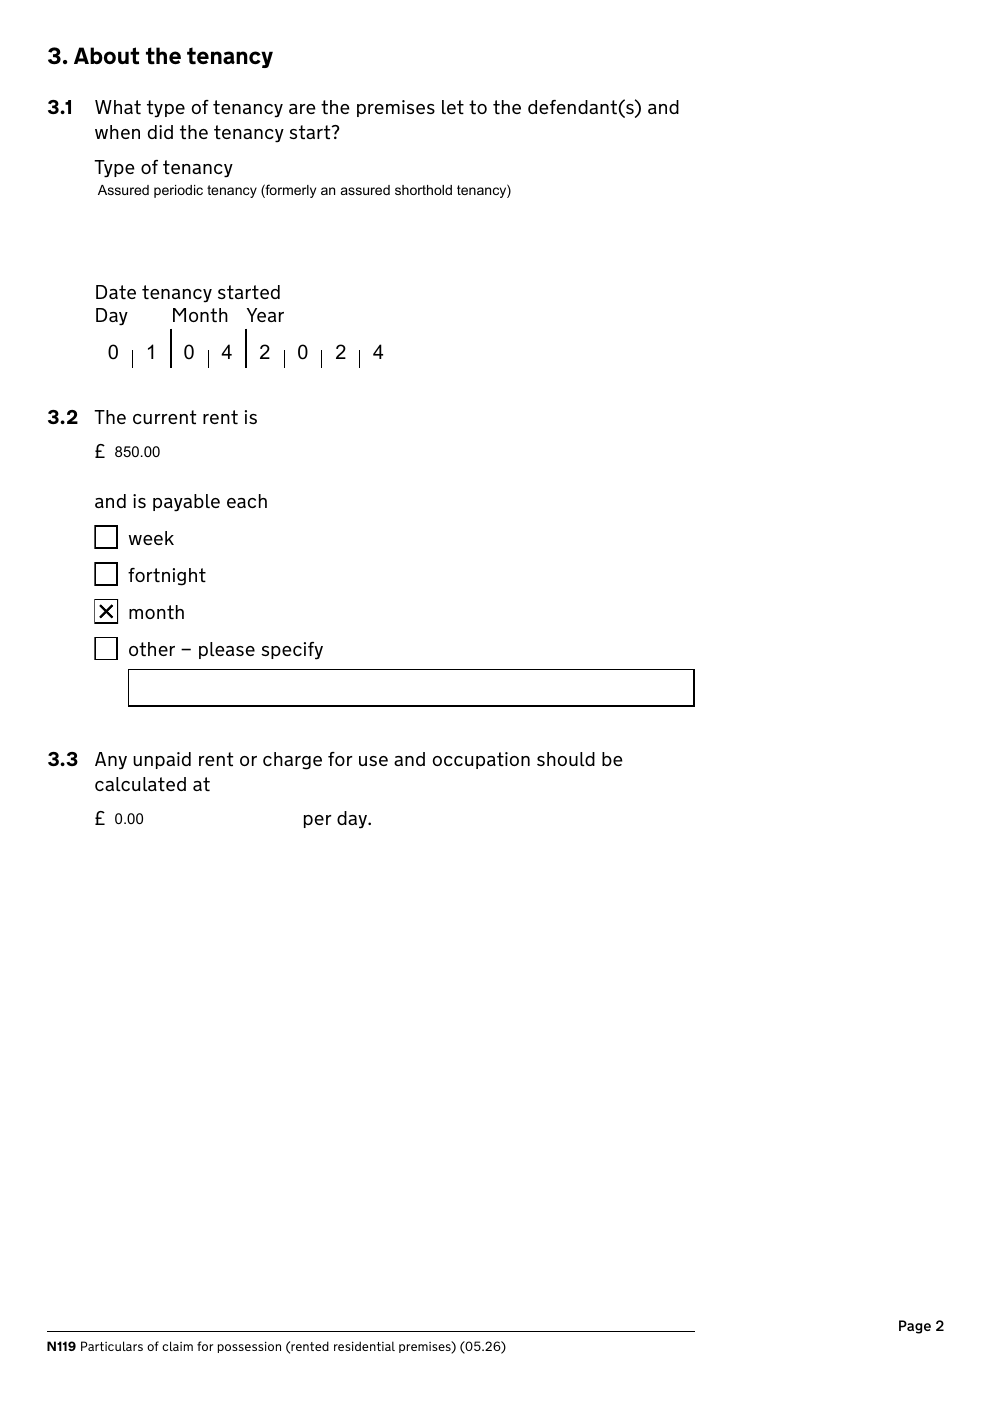 3. About the tenancy
3.1 What type of tenancy are the premises let to the defendant(s) and
when did the tenancy start?
Type of tenancy
Assured periodic tenancy (formerly an assured shorthold tenancy)
Date tenancy started
Day Month Year
0 1 0 4 2 0 2 4
3.2 The current rent is
£ 850.00
and is payable each
week
fortnight
month
other – please specify
3.3 Any unpaid rent or charge for use and occupation should be
calculated at
£ 0.00 per day.
Page 2
N119 Particulars of claim for possession (rented residential premises) (05.26)